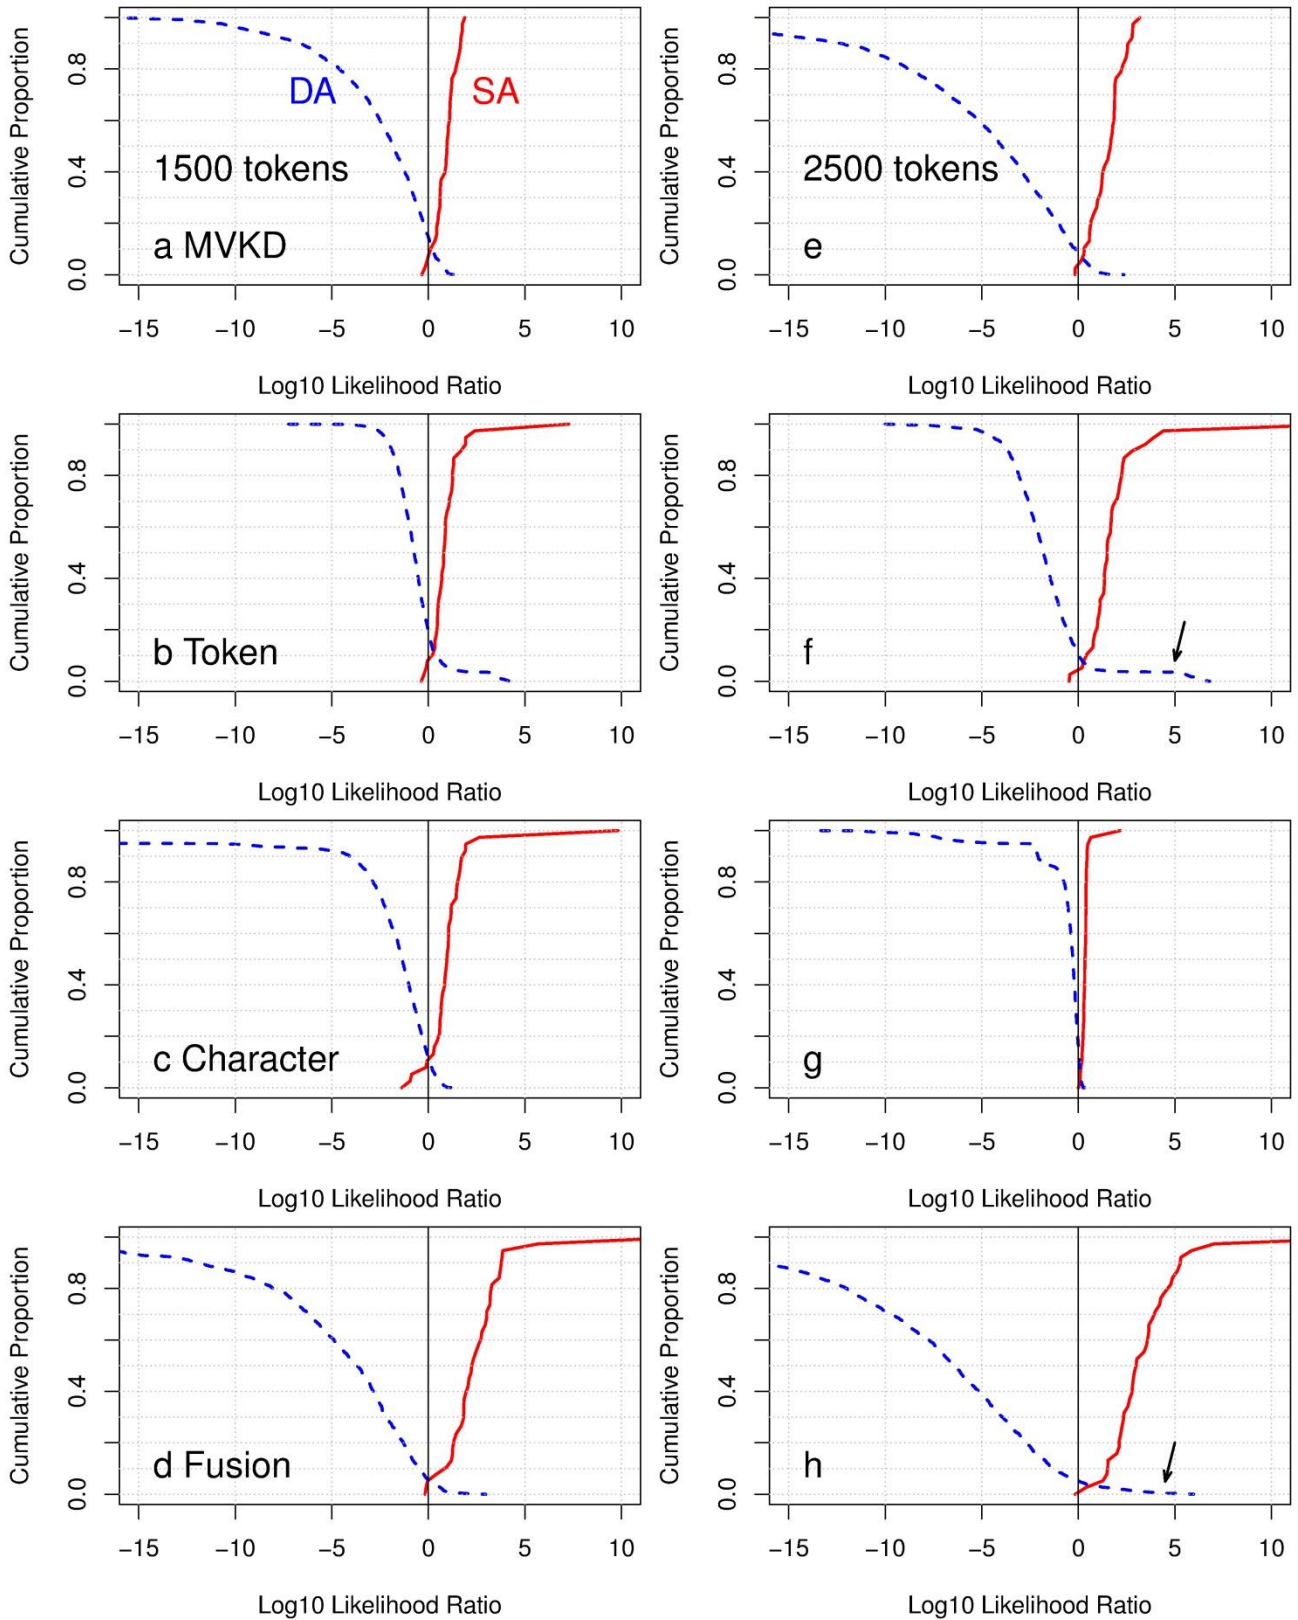 Cumulative Proportion
0.8
0.4
0.0
DA
SA
1500 tokens
a MVKD
−15 −10 −5 0 5 10
Log10 Likelihood Ratio
Cumulative Proportion
0.8
0.4
0.0
2500 tokens
e
−15 −10 −5 0 5 10
Log10 Likelihood Ratio
Cumulative Proportion
0.8
0.4
0.0
b Token
−15 −10 −5 0 5 10
Log10 Likelihood Ratio
Cumulative Proportion
0.8
0.4
0.0
f
−15 −10 −5 0 5 10
Log10 Likelihood Ratio
Cumulative Proportion
0.8
0.4
0.0
c Character
−15 −10 −5 0 5 10
Log10 Likelihood Ratio
Cumulative Proportion
0.8
0.4
0.0
g
−15 −10 −5 0 5 10
Log10 Likelihood Ratio
Cumulative Proportion
0.8
0.4
0.0
d Fusion
−15 −10 −5 0 5 10
Log10 Likelihood Ratio
Cumulative Proportion
0.8
0.4
0.0
h
−15 −10 −5 0 5 10
Log10 Likelihood Ratio